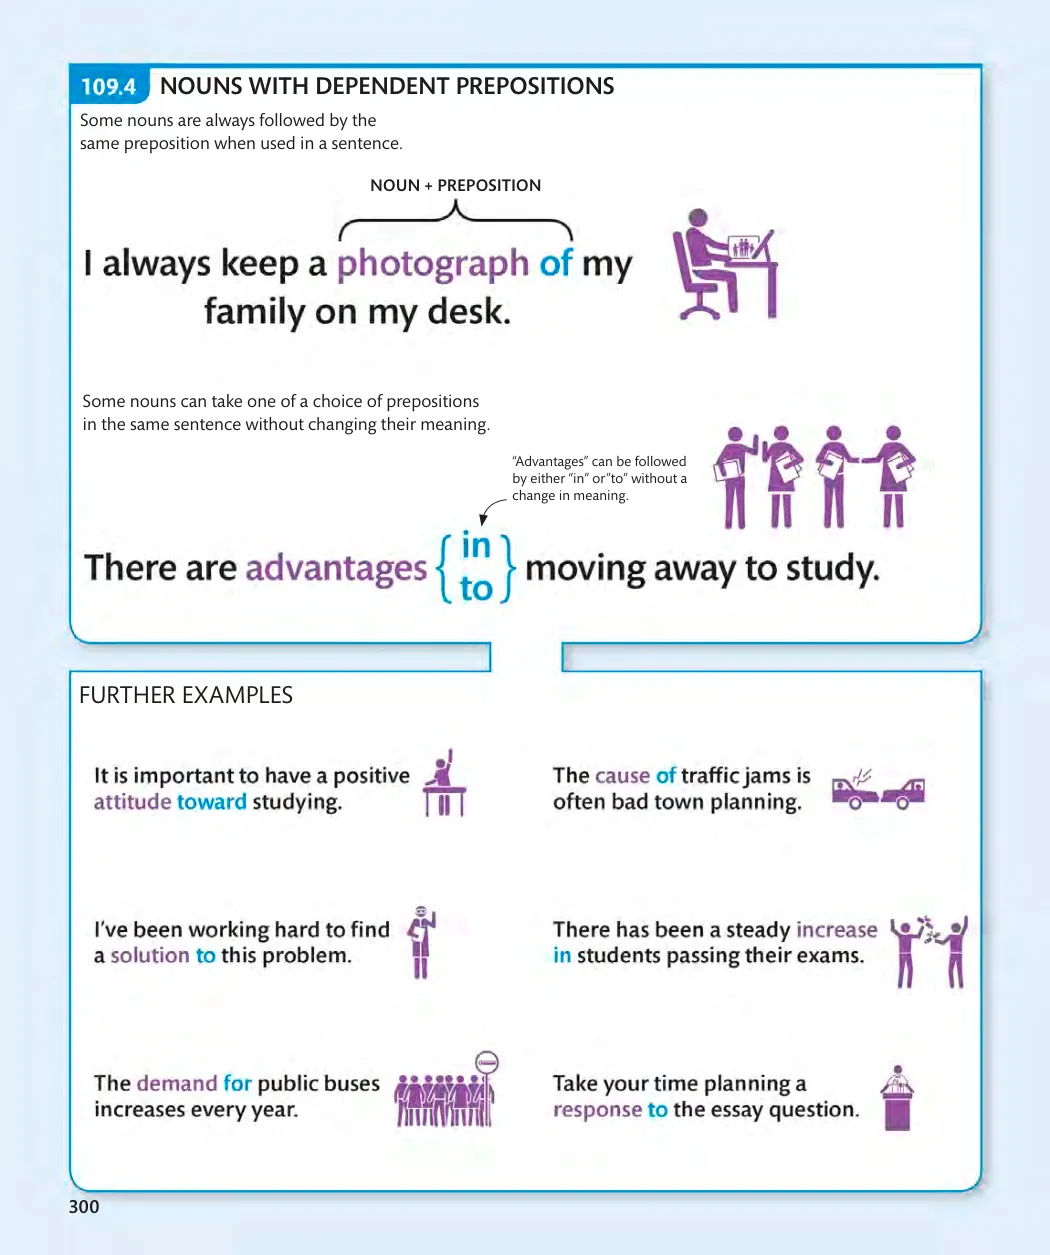 109.4 NOUNS WITH DEPENDENT PREPOSITIONS
Some nouns are always followed by the
same preposition when used in a sentence.
NOUN + PREPOSITION
I always keep a photograph of my
family on my desk.
Some nouns can take one of a choice of prepositions
in the same sentence without changing their meaning.
“Advantages” can be followed
by either “in” or “to” without a
change in meaning.
There are advantages { in
to } moving away to study.
FURTHER EXAMPLES
It is important to have a positive
attitude toward studying.
The cause of traffic jams is
often bad town planning.
I've been working hard to find
a solution to this problem.
There has been a steady increase
in students passing their exams.
The demand for public buses
increases every year.
Take your time planning a
response to the essay question.
300